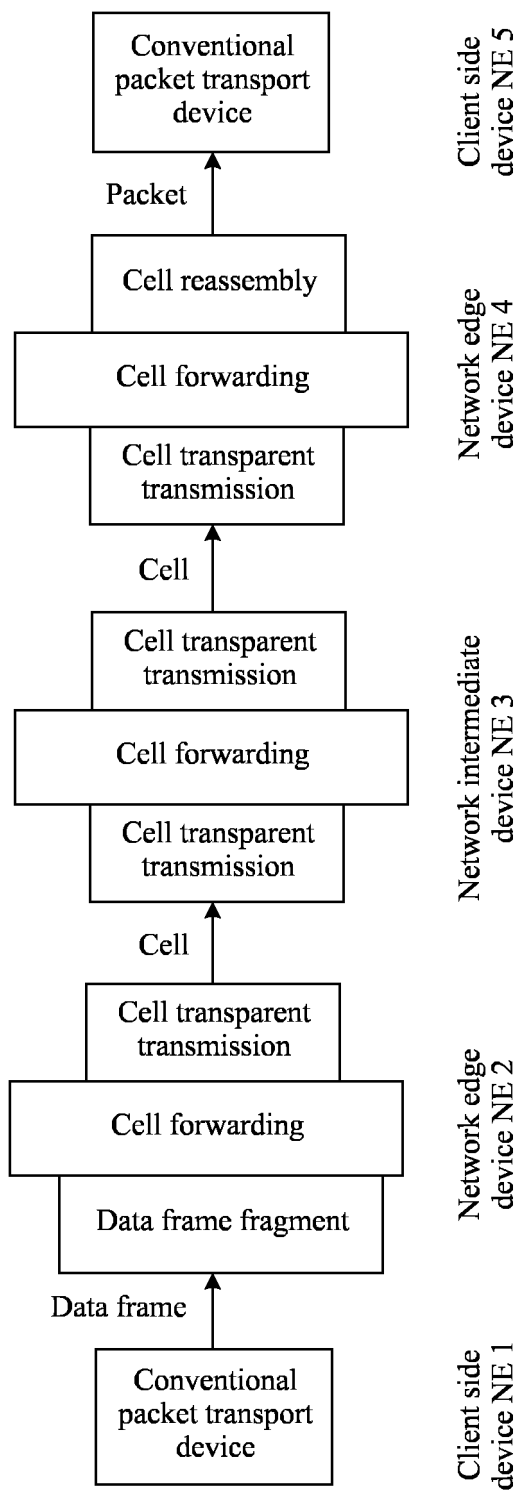 Conventional
packet transport
device
Client side
device NE 5
Packet
Cell reassembly
Cell forwarding
Cell transparent
transmission
Network edge
device NE 4
Cell
Cell transparent
transmission
Cell forwarding
Cell transparent
transmission
Network intermediate
device NE 3
Cell
Cell transparent
transmission
Cell forwarding
Data frame fragment
Network edge
device NE 2
Data frame
Conventional
packet transport
device
Client side
device NE 1